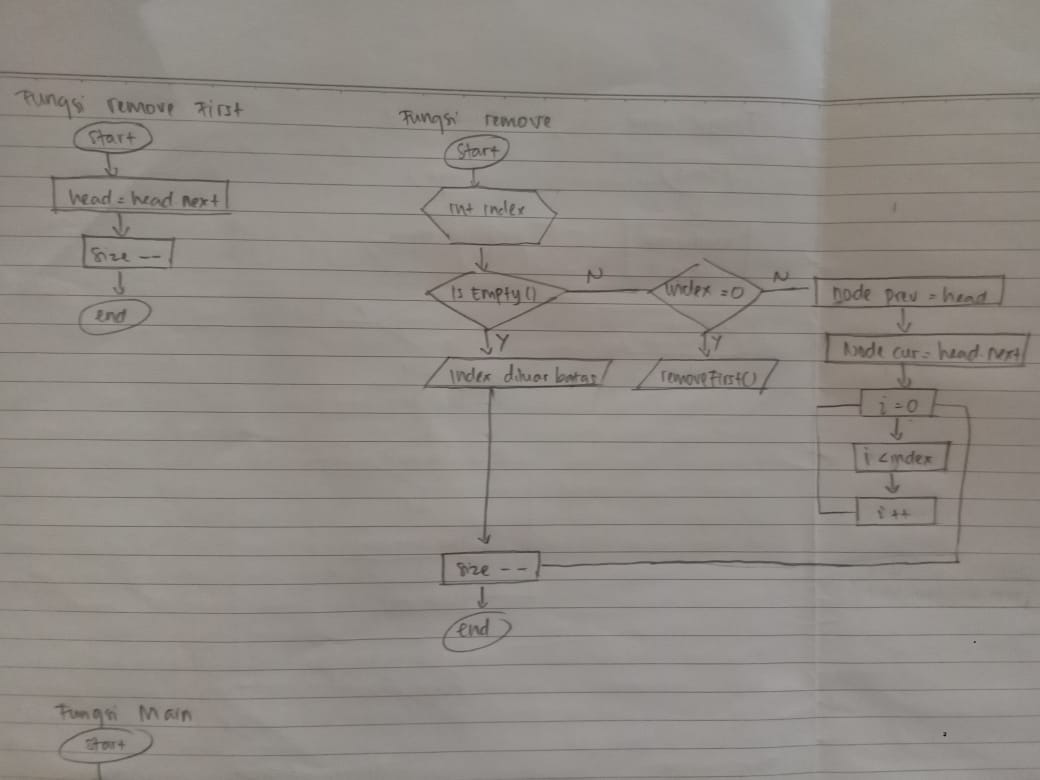 Fungsi remove First
Start
head = head.next
Size --
end
Fungsi remove
Start
int index
Is Empty()
N
index = 0
N
Y
Y
Index diluar batas
removeFirst()
node prev = head
Node cur = head.next
i = 0
i < index
i ++
Size --
end
Fungsi Main
Start